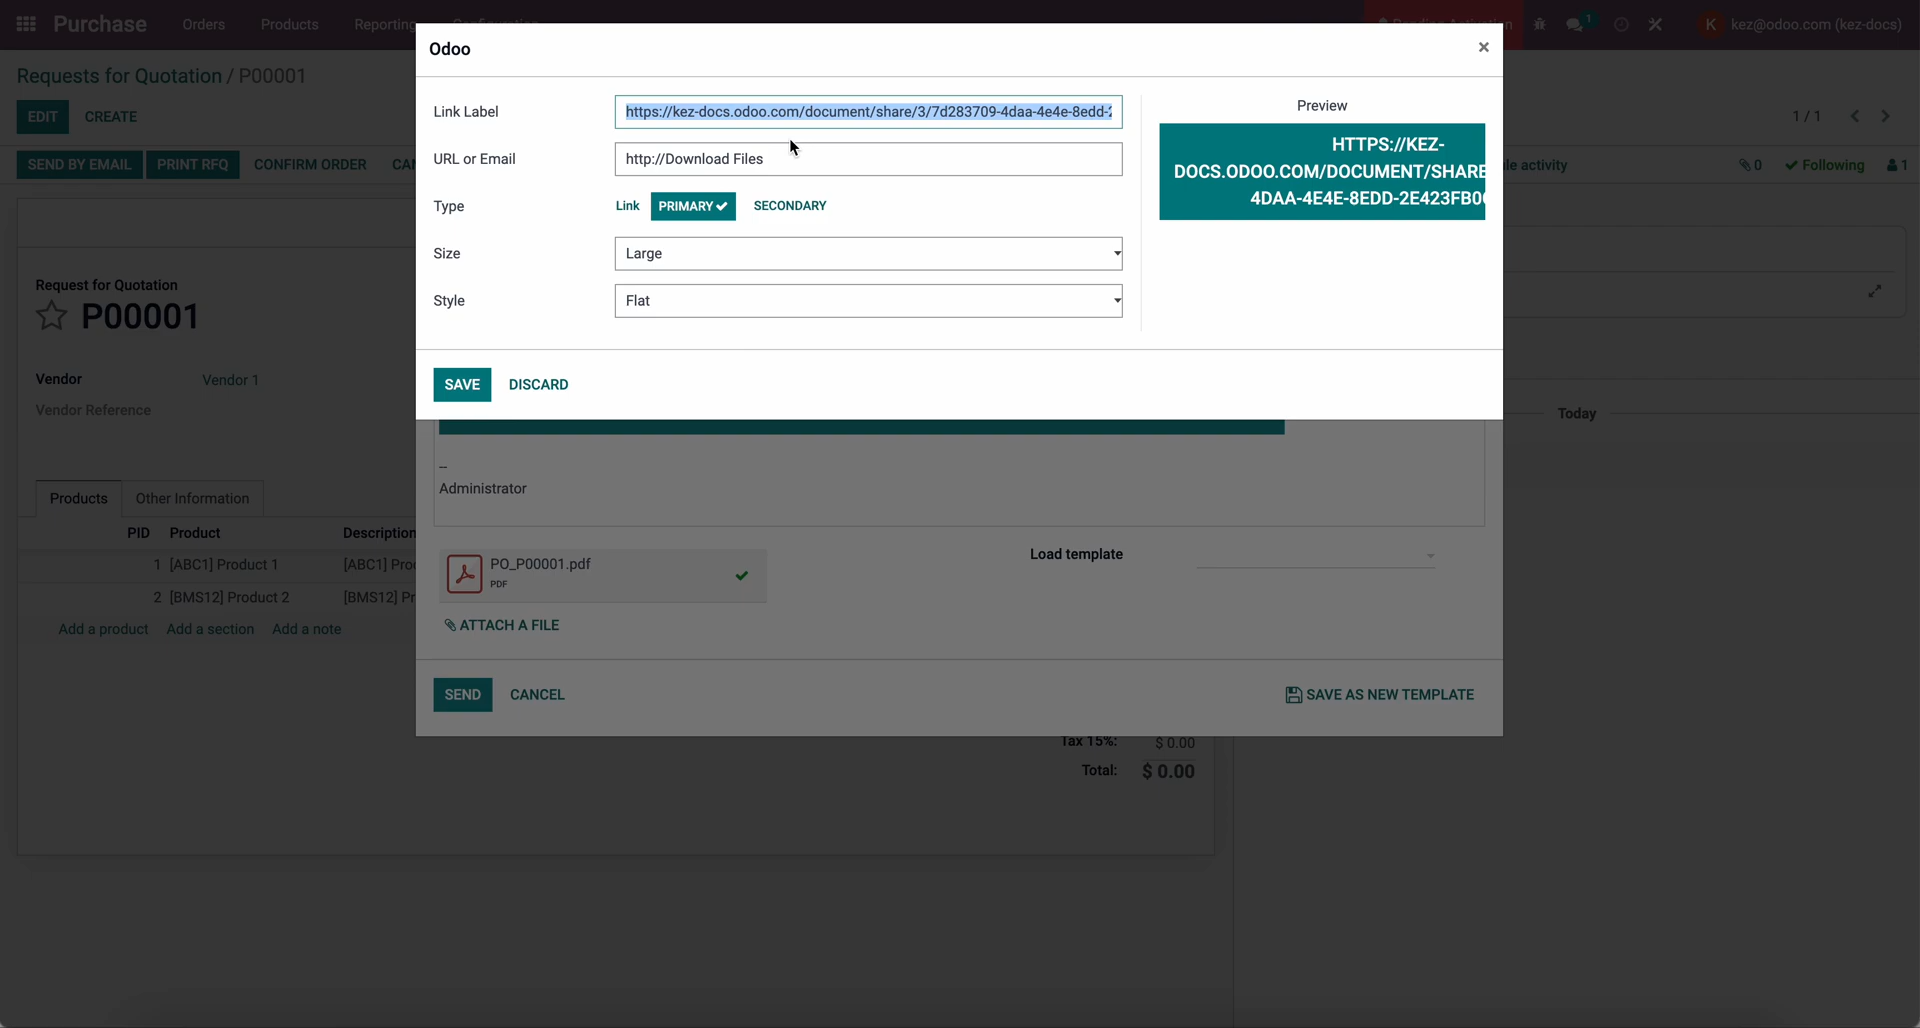 Purchase Orders Products Reporting Configuration
1
K kez@odoo.com (kez-docs)
Odoo ×
Requests for Quotation / P00001
EDIT CREATE
1 / 1
Link Label https://kez-docs.odoo.com/document/share/3/7d283709-4daa-4e4e-8edd-2
Preview
HTTPS://KEZ-
DOCS.ODOO.COM/DOCUMENT/SHARE
4DAA-4E4E-8EDD-2E423FB0
URL or Email http://Download Files
SEND BY EMAIL PRINT RFQ CONFIRM ORDER CAN
le activity 0 Following 1
Type Link PRIMARY SECONDARY
Size Large
Style Flat
Request for Quotation
P00001
SAVE DISCARD
Vendor Vendor 1
Vendor Reference
Today
--
Administrator
Products Other Information
PID Product Description
1 [ABC1] Product 1 [ABC1] Pro
2 [BMS12] Product 2 [BMS12] Pr
Add a product Add a section Add a note
PO_P00001.pdf
PDF
Load template
ATTACH A FILE
SEND CANCEL SAVE AS NEW TEMPLATE
Tax 15%: $ 0.00
Total: $ 0.00